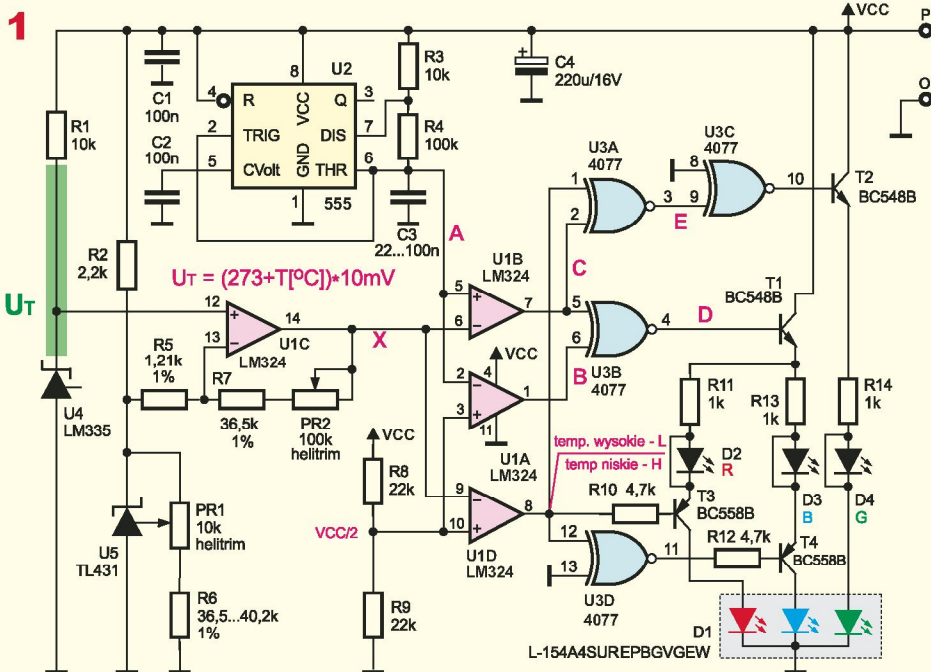 1
VCC
P
O
C1
100n
C2
100n
R1
10k
R2
2,2k
4
R
2
TRIG
5
CVolt
8
VCC
GND
1
U2
Q
3
DIS
7
THR
6
555
R3
10k
R4
100k
C3
22...100n
C4
220u/16V
+
UT
UT = (273+T[ºC])*10mV
A
12
+
13
−
14
U1C
LM324
X
R5
1,21k
1%
R7
36,5k
1%
PR2
100k
helitrim
U4
LM335
U5
TL431
PR1
10k
helitrim
R6
36,5...40,2k
1%
VCC
R8
22k
VCC/2
R9
22k
U1B
LM324
5
+
6
−
7
VCC
2
−
3
+
4
11
1
U1A
LM324
9
−
10
+
8
U1D
LM324
C
B
U3A
4077
1
2
3
E
U3C
4077
8
9
10
T2
BC548B
5
6
4
U3B
4077
D
T1
BC548B
temp. wysokie - L
temp niskie - H
R10 4,7k
12
13
11
U3D
4077
R11
1k
R13
1k
R14
1k
D2
R
D3
B
D4
G
T3
BC558B
R12 4,7k
T4
BC558B
D1
L-154A4SUREPBGVGEW